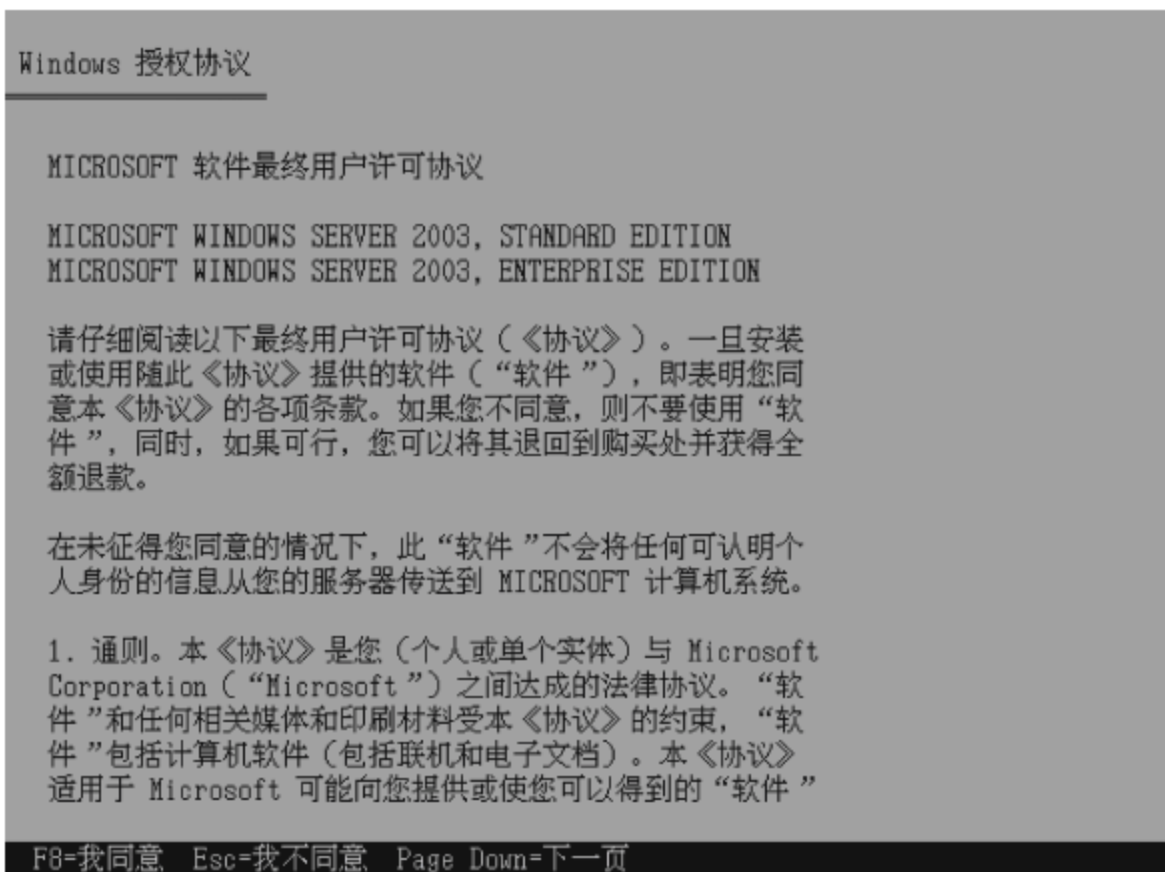 Windows 授权协议
MICROSOFT 软件最终用户许可协议
MICROSOFT WINDOWS SERVER 2003, STANDARD EDITION
MICROSOFT WINDOWS SERVER 2003, ENTERPRISE EDITION
请仔细阅读以下最终用户许可协议(《协议》)。一旦安装
或使用随此《协议》提供的软件(“软件”),即表明您同
意本《协议》的各项条款。如果您不同意,则不要使用“软
件”,同时,如果可行,您可以将其退回到购买处并获得全
额退款。
在未征得您同意的情况下,此“软件”不会将任何可认明个
人身份的信息从您的服务器传送到 MICROSOFT 计算机系统。
1. 通则。本《协议》是您(个人或单个实体)与 Microsoft
Corporation (“Microsoft”)之间达成的法律协议。“软
件”和任何相关媒体和印刷材料受本《协议》的约束,“软
件”包括计算机软件(包括联机和电子文档)。本《协议》
适用于 Microsoft 可能向您提供或使您可以得到的“软件”
F8=我同意 Esc=我不同意 Page Down=下一页